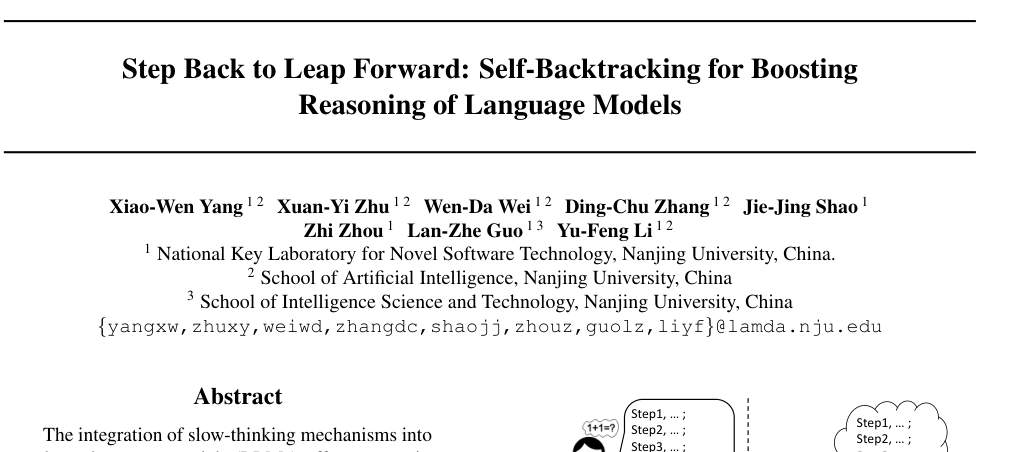 Step Back to Leap Forward: Self-Backtracking for Boosting
Reasoning of Language Models
Xiao-Wen Yang 1 2 Xuan-Yi Zhu 1 2 Wen-Da Wei 1 2 Ding-Chu Zhang 1 2 Jie-Jing Shao 1
Zhi Zhou 1 Lan-Zhe Guo 1 3 Yu-Feng Li 1 2
1 National Key Laboratory for Novel Software Technology, Nanjing University, China.
2 School of Artificial Intelligence, Nanjing University, China
3 School of Intelligence Science and Technology, Nanjing University, China
{yangxw,zhuxy,weiwd,zhangdc,shaojj,zhouz,guolz,liyf}@lamda.nju.edu
Abstract
The integration of slow-thinking mechanisms into
1+1=?
Step1, ... ;
Step2, ... ;
Step3, ... ;
Step1, ... ;
Step2, ... ;